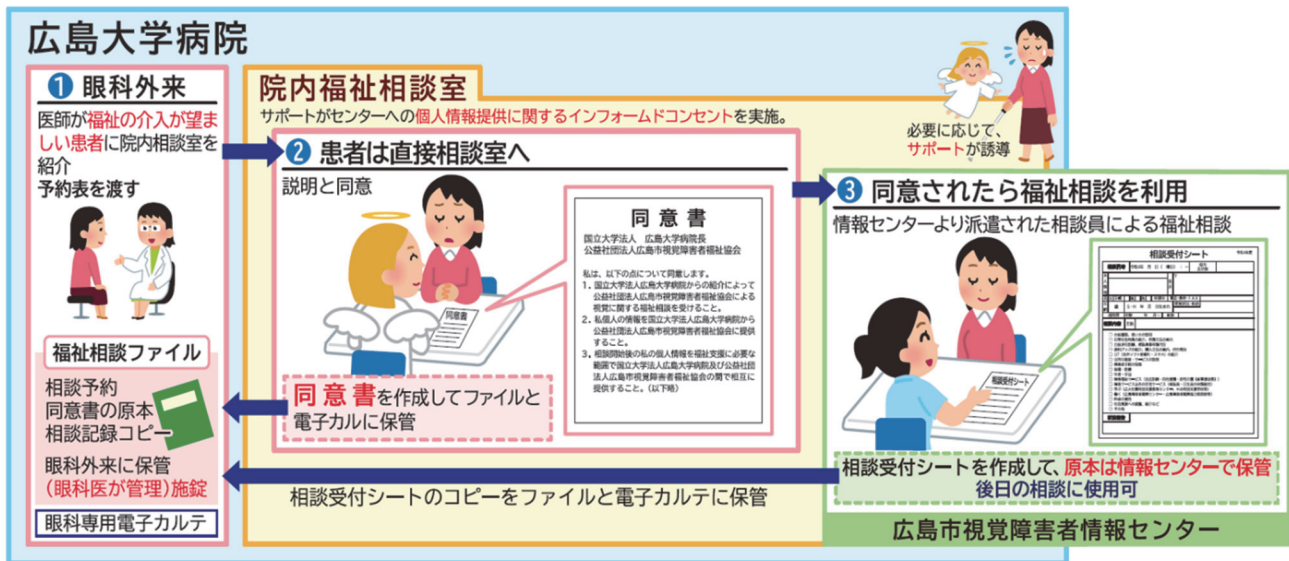 広島大学病院
1 眼科外来
医師が福祉の介入が望ま
しい患者に院内相談室を
紹介
予約表を渡す
福祉相談ファイル
相談予約
同意書の原本
相談記録コピー
眼科外来に保管
(眼科医が管理)施錠
眼科専用電子カルテ
院内福祉相談室
サポートがセンターへの個人情報提供に関するインフォームドコンセントを実施。
2 患者は直接相談室へ
説明と同意
同意書
同意書
国立大学法人 広島大学病院長
公益社団法人広島市視覚障害者福祉協会
私は、以下の点について同意します。
1. 国立大学法人広島大学病院からの紹介によって
公益社団法人広島市視覚障害者福祉協会による
視覚に関する福祉相談を受けること。
2. 私個人の情報を国立大学法人広島大学病院から
公益社団法人広島市視覚障害者福祉協会に提供
すること。
3. 相談開始後の私の個人情報を福祉支援に必要な
範囲で国立大学法人広島大学病院及び公益社団
法人広島市視覚障害者福祉協会の間で相互に
提供すること。(以下略)
同意書を作成してファイルと
電子カルに保管
相談受付シートのコピーをファイルと電子カルテに保管
必要に応じて、
サポートが誘導
3 同意されたら福祉相談を利用
情報センターより派遣された相談員による福祉相談
相談受付シート
相談受付シート
相談受付シートを作成して、原本は情報センターで保管
後日の相談に使用可
広島市視覚障害者情報センター